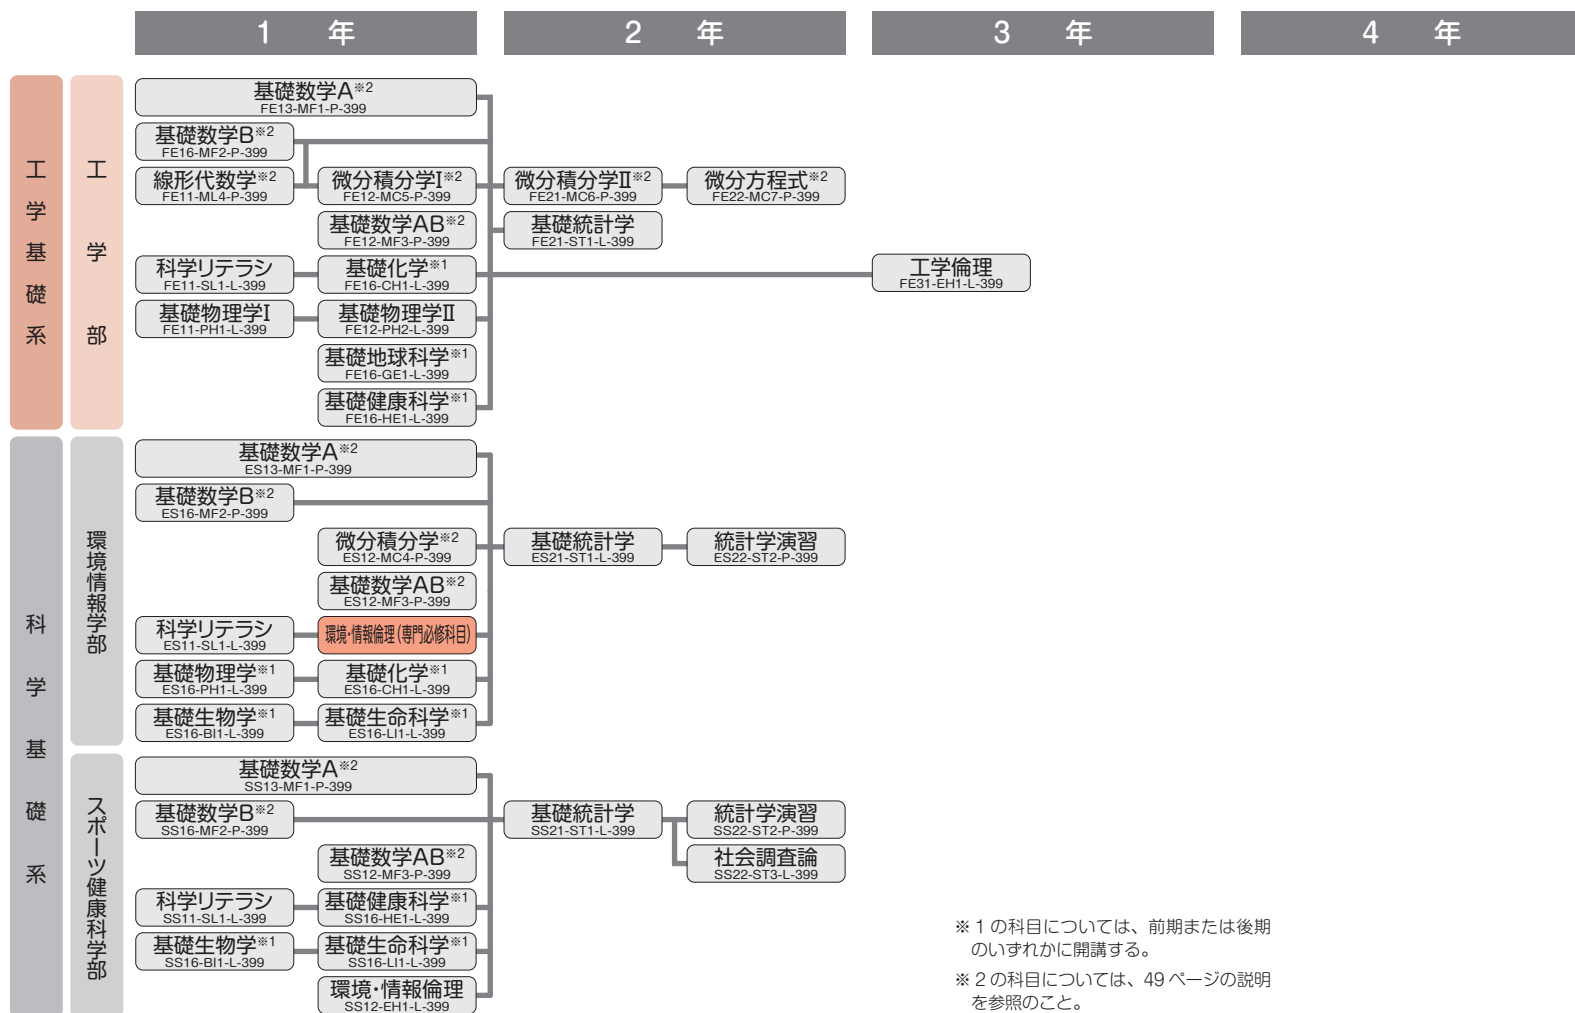 1 年
2 年
3 年
4 年
工学基礎系
工学部
基礎数学A※2
FE13-MF1-P-399
基礎数学B※2
FE16-MF2-P-399
線形代数学※2
FE11-ML4-P-399
微分積分学I※2
FE12-MC5-P-399
微分積分学II※2
FE21-MC6-P-399
微分方程式※2
FE22-MC7-P-399
基礎数学AB※2
FE12-MF3-P-399
基礎統計学
FE21-ST1-L-399
科学リテラシ
FE11-SL1-L-399
基礎化学※1
FE16-CH1-L-399
工学倫理
FE31-EH1-L-399
基礎物理学I
FE11-PH1-L-399
基礎物理学II
FE12-PH2-L-399
基礎地球科学※1
FE16-GE1-L-399
基礎健康科学※1
FE16-HE1-L-399
科学基礎系
環境情報学部
基礎数学A※2
ES13-MF1-P-399
基礎数学B※2
ES16-MF2-P-399
微分積分学※2
ES12-MC4-P-399
基礎統計学
ES21-ST1-L-399
統計学演習
ES22-ST2-P-399
基礎数学AB※2
ES12-MF3-P-399
科学リテラシ
ES11-SL1-L-399
環境・情報倫理(専門必修科目)
基礎物理学※1
ES16-PH1-L-399
基礎化学※1
ES16-CH1-L-399
基礎生物学※1
ES16-BI1-L-399
基礎生命科学※1
ES16-LI1-L-399
スポーツ健康科学部
基礎数学A※2
SS13-MF1-P-399
基礎数学B※2
SS16-MF2-P-399
基礎統計学
SS21-ST1-L-399
統計学演習
SS22-ST2-P-399
基礎数学AB※2
SS12-MF3-P-399
社会調査論
SS22-ST3-L-399
科学リテラシ
SS11-SL1-L-399
基礎健康科学※1
SS16-HE1-L-399
基礎生物学※1
SS16-BI1-L-399
基礎生命科学※1
SS16-LI1-L-399
環境・情報倫理
SS12-EH1-L-399
※1の科目については、前期または後期
のいずれかに開講する。
※2の科目については、49ページの説明
を参照のこと。